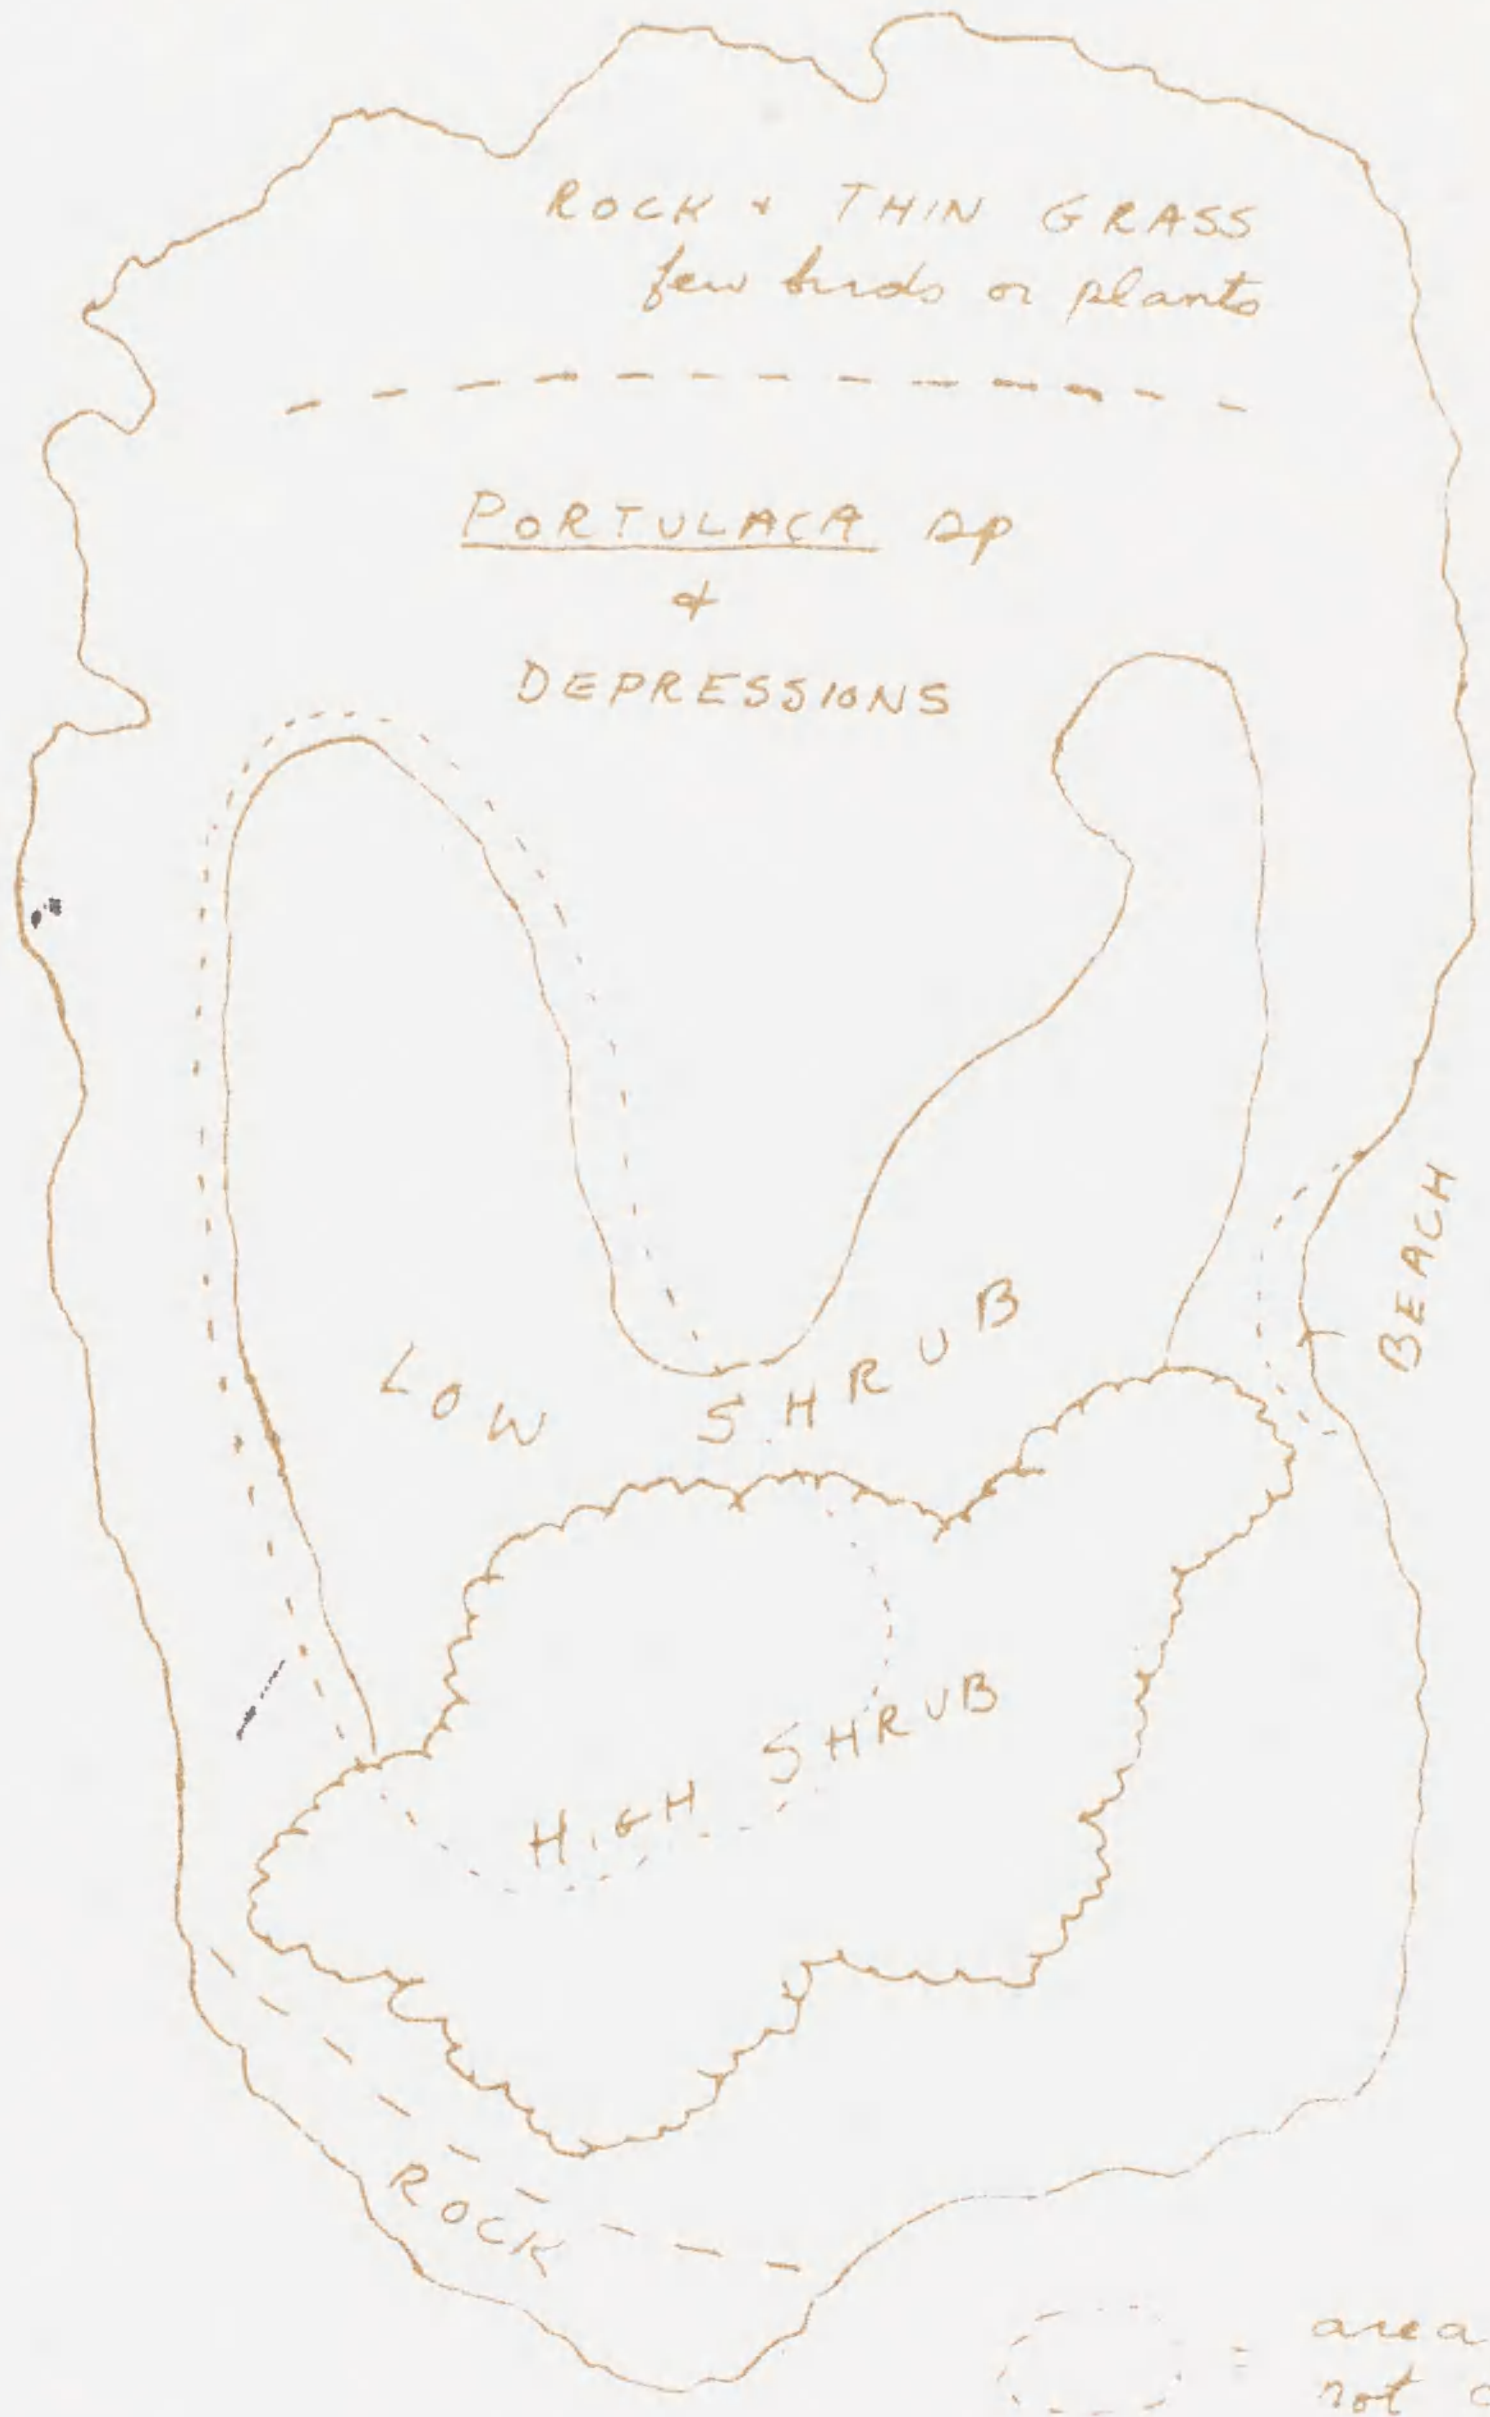 ROCK + THIN GRASS
few birds or plants
PORTULACA sp
+
DEPRESSIONS
BEACH
LOW SHRUB
HIGH SHRUB
ROCK
= area
not